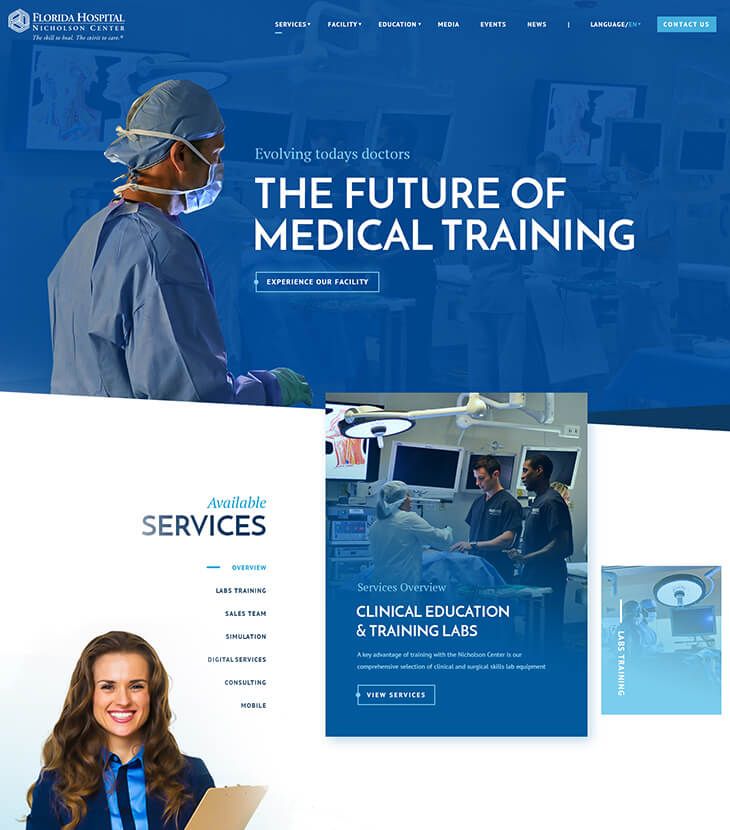 FLORIDA HOSPITAL
NICHOLSON CENTER
The skill to heal. The spirit to care.®
SERVICES
FACILITY
EDUCATION
MEDIA
EVENTS
NEWS
|
LANGUAGE/EN
CONTACT US
Evolving todays doctors
THE FUTURE OF
MEDICAL TRAINING
EXPERIENCE OUR FACILITY
Available
SERVICES
OVERVIEW
LABS TRAINING
SALES TEAM
SIMULATION
DIGITAL SERVICES
CONSULTING
MOBILE
Services Overview
CLINICAL EDUCATION
& TRAINING LABS
A key advantage of training with the Nicholson Center is our
comprehensive selection of clinical and surgical skills lab equipment
VIEW SERVICES
LABS TRAINING